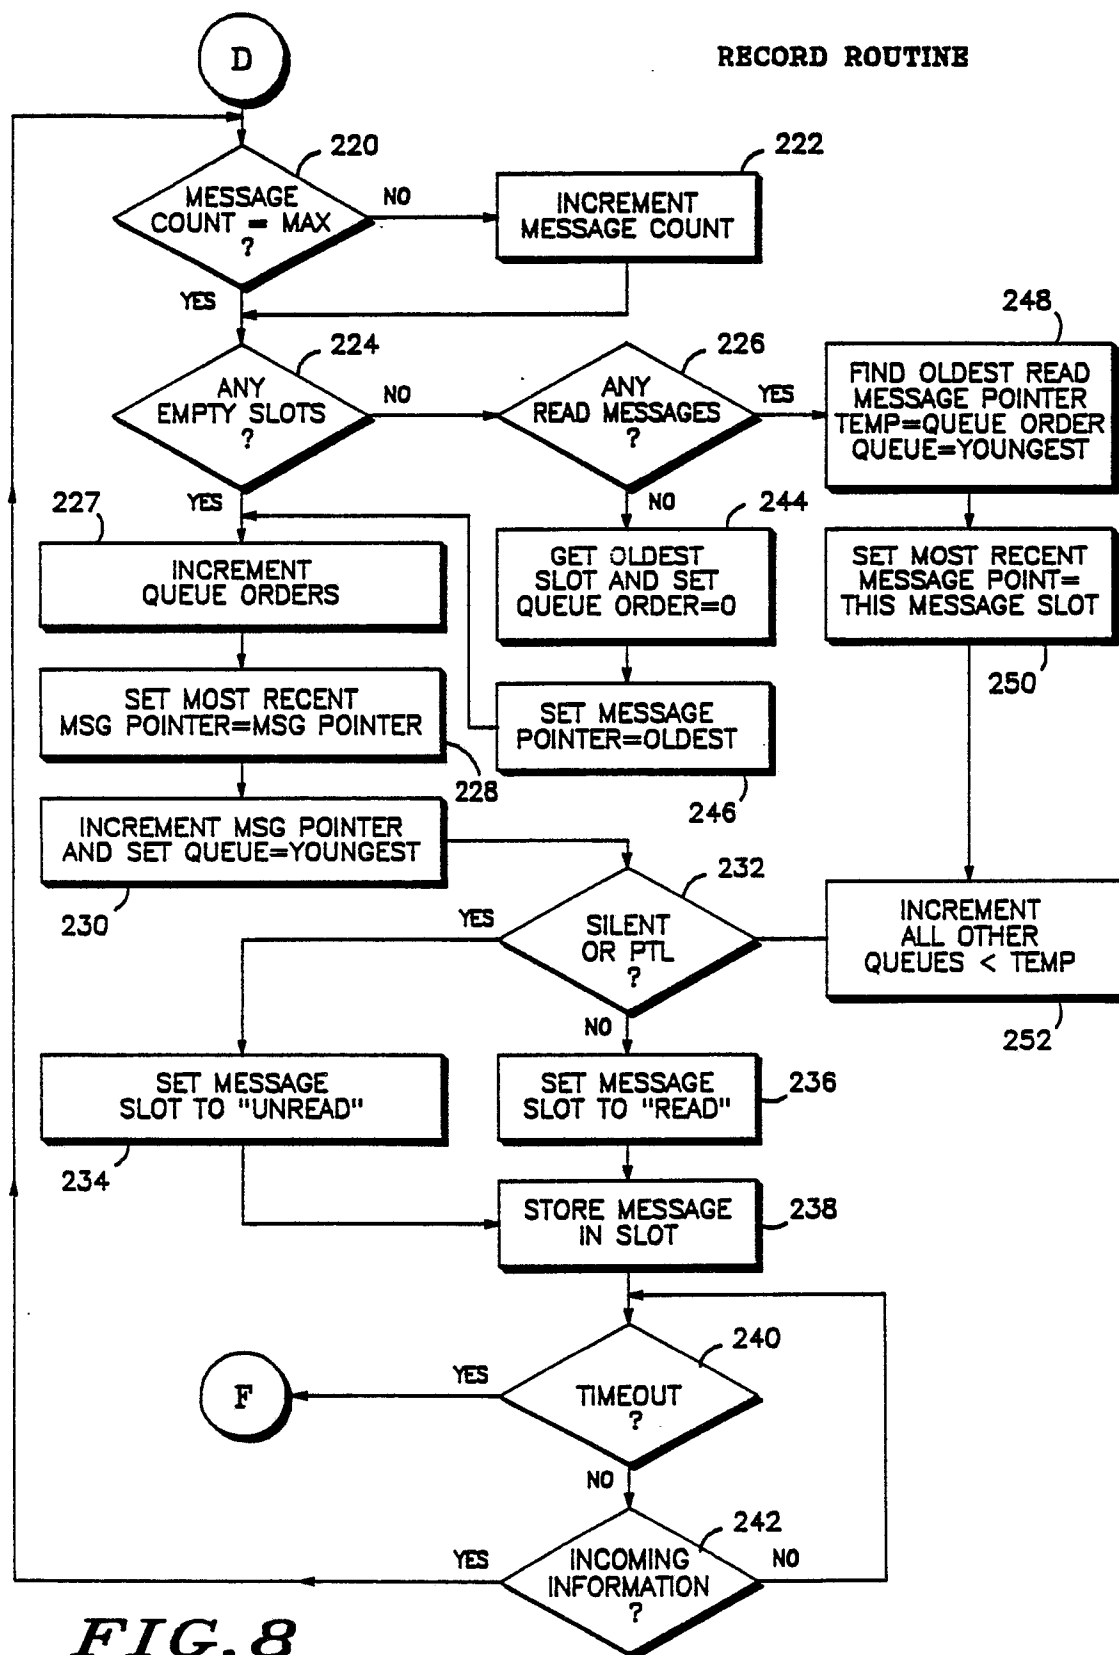 RECORD ROUTINE
D
220
MESSAGE
COUNT = MAX
?
NO
YES
222
INCREMENT
MESSAGE COUNT
224
ANY
EMPTY SLOTS
?
NO
YES
226
ANY
READ MESSAGES
?
YES
NO
248
FIND OLDEST READ
MESSAGE POINTER
TEMP=QUEUE ORDER
QUEUE=YOUNGEST
227
INCREMENT
QUEUE ORDERS
244
GET OLDEST
SLOT AND SET
QUEUE ORDER=0
SET MOST RECENT
MESSAGE POINT=
THIS MESSAGE SLOT
250
SET MOST RECENT
MSG POINTER=MSG POINTER
228
SET MESSAGE
POINTER=OLDEST
246
INCREMENT MSG POINTER
AND SET QUEUE=YOUNGEST
230
232
SILENT
OR PTL
?
YES
NO
INCREMENT
ALL OTHER
QUEUES < TEMP
252
SET MESSAGE
SLOT TO "UNREAD"
234
SET MESSAGE
SLOT TO "READ"
236
STORE MESSAGE
IN SLOT
238
240
TIMEOUT
?
YES
F
NO
242
INCOMING
INFORMATION
?
YES
NO
FIG.8